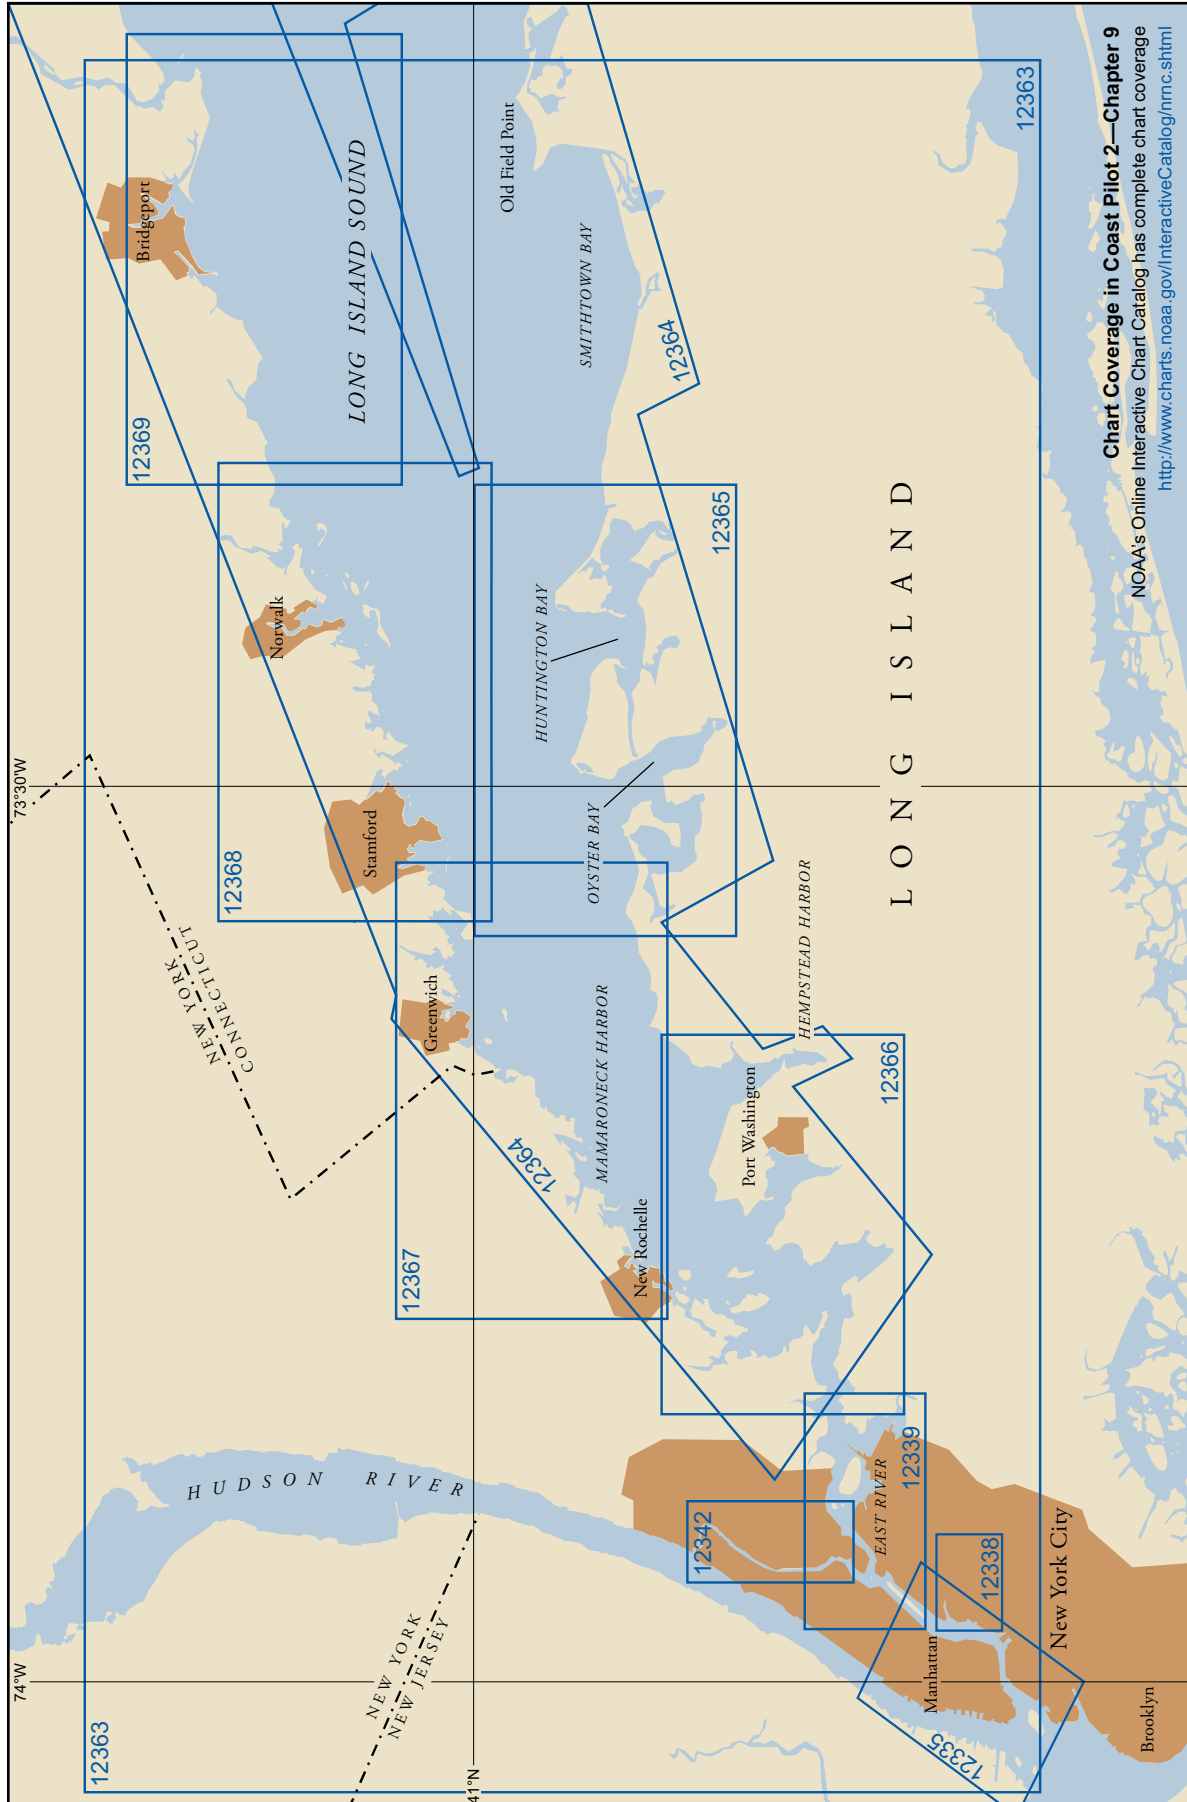 73°30'W
74°W
41°N
HUDSON RIVER
NEW YORK
CONNECTICUT
NEW YORK
NEW JERSEY
Bridgeport
Norwalk
Stamford
Greenwich
New Rochelle
Port Washington
LONG ISLAND SOUND
Old Field Point
SMITHTOWN BAY
HUNTINGTON BAY
OYSTER BAY
MAMARONECK HARBOR
HEMPSTEAD HARBOR
LONG ISLAND
EAST RIVER
Manhattan
New York City
Brooklyn
12363
12363
12369
12368
12367
12364
12364
12365
12366
12339
12342
12338
12335
Chart Coverage in Coast Pilot 2—Chapter 9
NOAA's Online Interactive Chart Catalog has complete chart coverage
http://www.charts.noaa.gov/InteractiveCatalog/nrnc.shtml